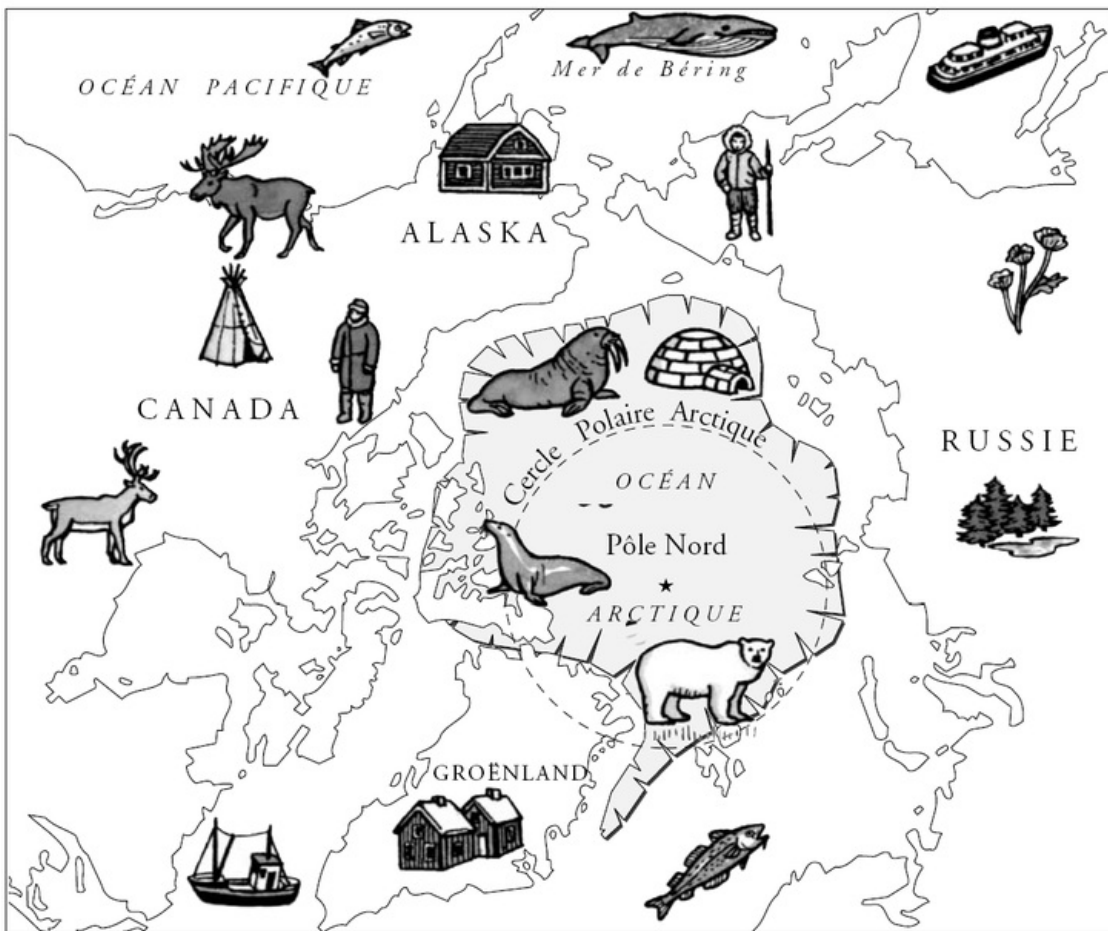 OCÉAN PACIFIQUE
Mer de Béring
ALASKA
CANADA
Cercle Polaire Arctique
RUSSIE
OCÉAN
Pôle Nord
ARCTIQUE
GROËNLAND